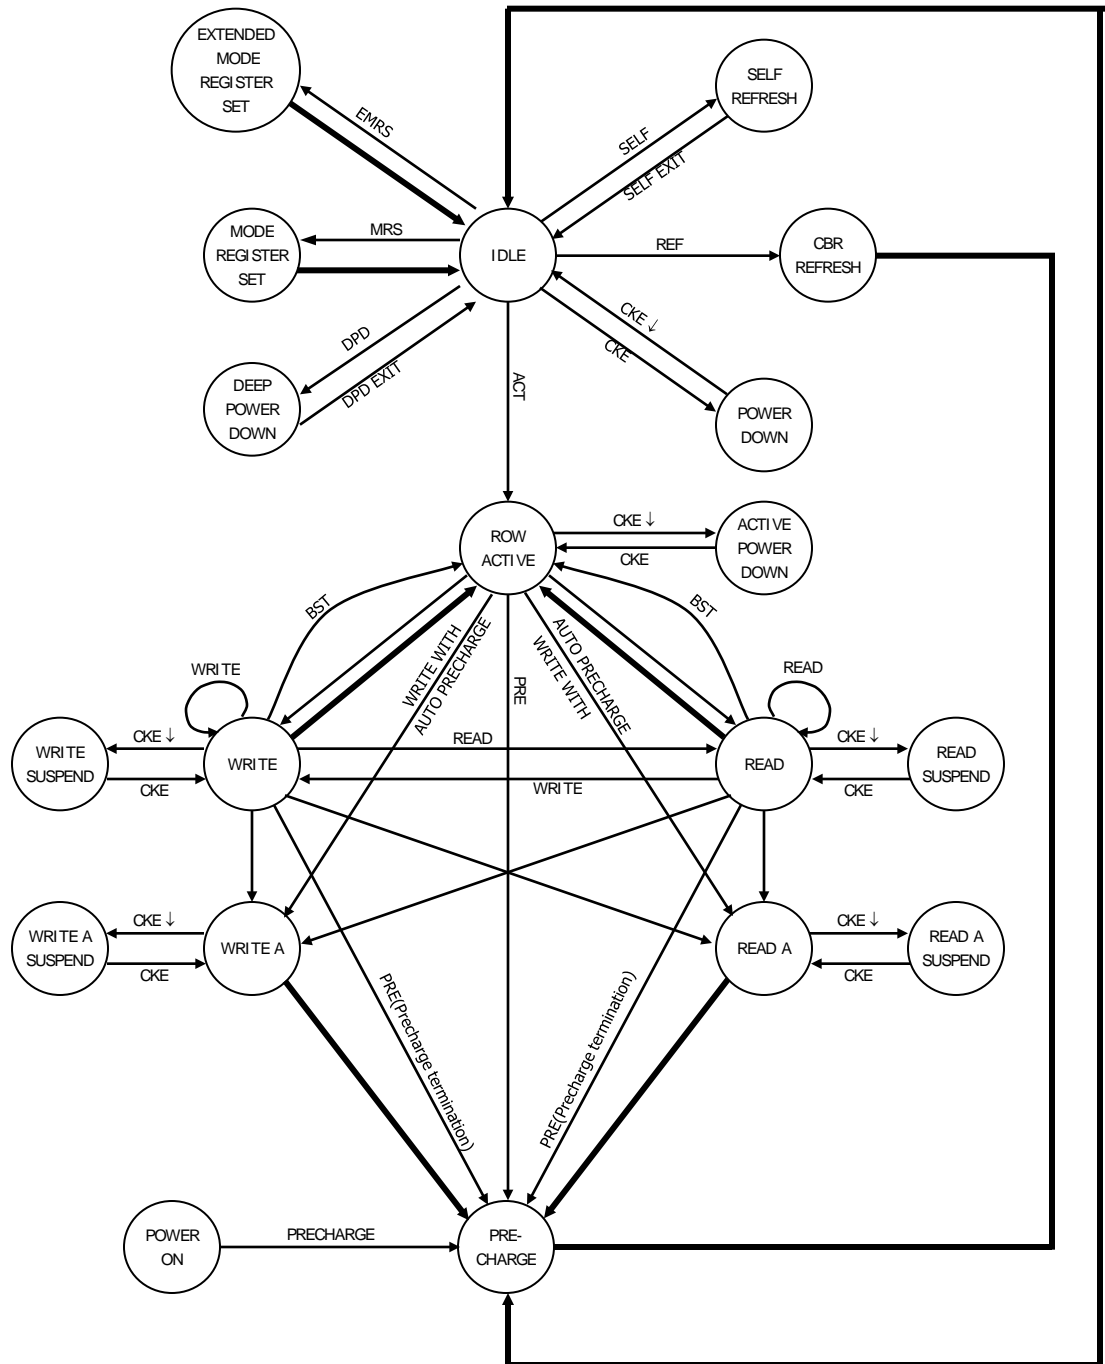 EXTENDED
MODE
REGISTER
SET
SELF
REFRESH
EMRS
SELF
SELF EXIT
MODE
REGISTER
SET
MRS
IDLE
REF
CBR
REFRESH
DPD
DPD EXIT
CKE ↓
CKE
ACT
DEEP
POWER
DOWN
POWER
DOWN
ROW
ACTIVE
CKE ↓
CKE
ACTIVE
POWER
DOWN
BST
BST
WRITE WITH
AUTO PRECHARGE
PRE
AUTO PRECHARGE
WRITE WITH
WRITE
READ
WRITE
SUSPEND
CKE ↓
CKE
WRITE
READ
WRITE
READ
CKE ↓
CKE
READ
SUSPEND
WRITE A
SUSPEND
CKE ↓
CKE
WRITE A
READ A
CKE ↓
CKE
READ A
SUSPEND
PRE(Precharge termination)
PRE(Precharge termination)
POWER
ON
PRECHARGE
PRE-
CHARGE